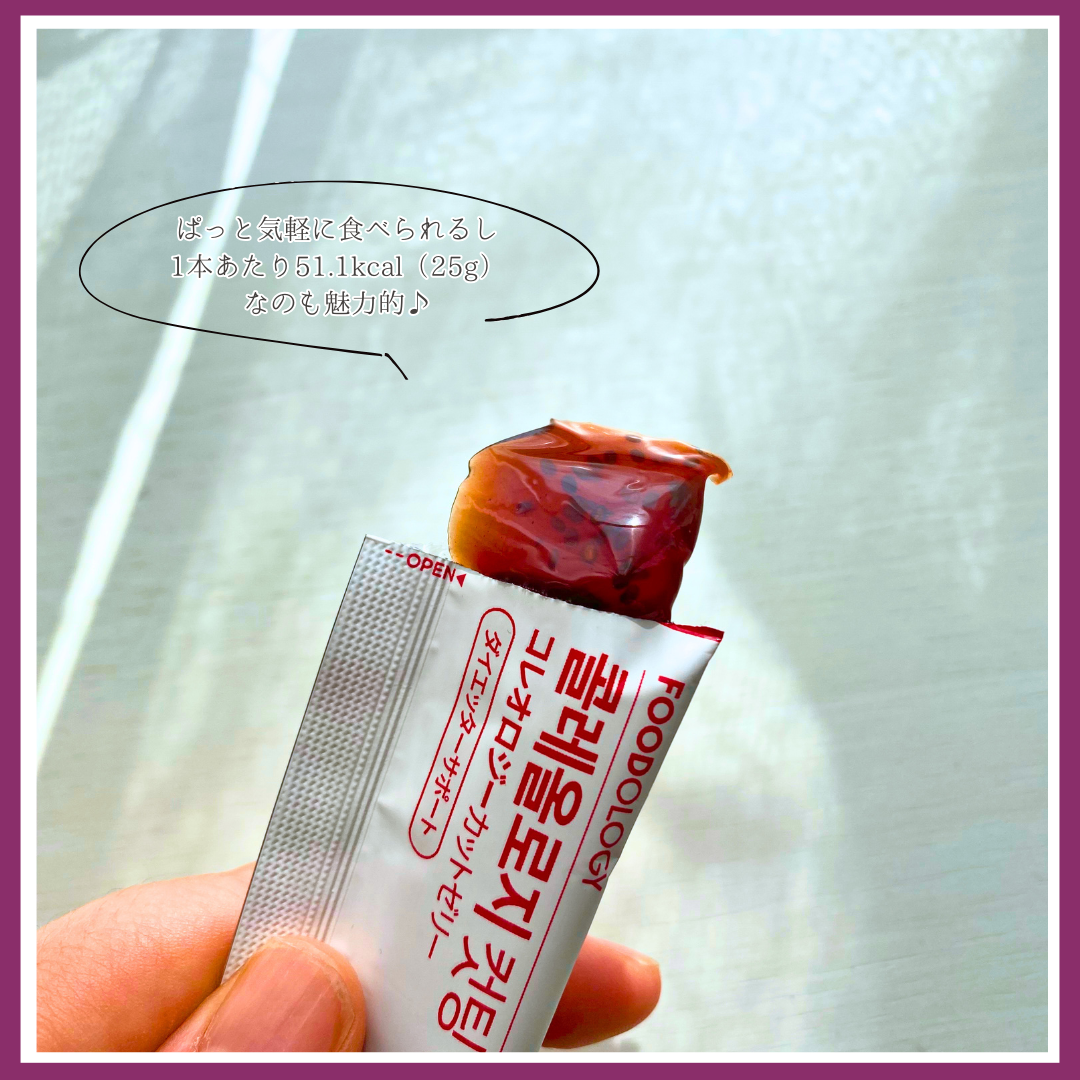 ぱっと気軽に食べられるし
1本あたり51.1kcal（25g）
なのも魅力的♪
--OPEN◀
FOODOLOGY
콜레올로지 컷팅
コレオロジーカットゼリー
ダイエッターサポート